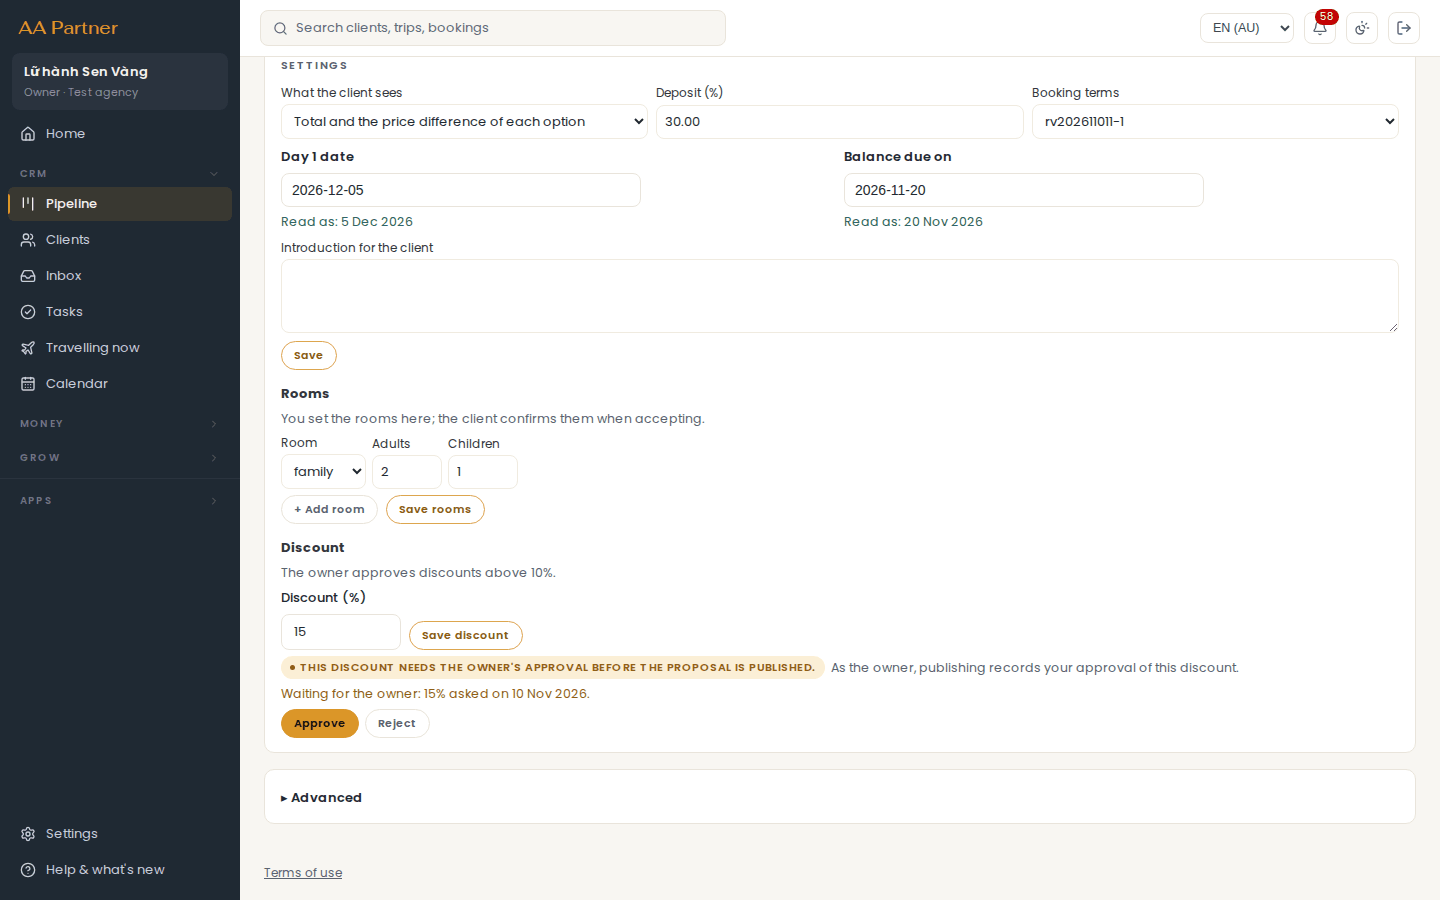 AA Partner
Lữ hành Sen Vàng
Owner · Test agency
Home
CRM
Pipeline
Clients
Inbox
Tasks
Travelling now
Calendar
MONEY
GROW
APPS
Settings
Help & what's new
Search clients, trips, bookings
EN (AU)
58
SETTINGS
What the client sees Deposit (%) Booking terms
Total and the price difference of each option 30.00 rv202611011-1
Day 1 date Balance due on
2026-12-05 2026-11-20
Read as: 5 Dec 2026 Read as: 20 Nov 2026
Introduction for the client
Save
Rooms
You set the rooms here; the client confirms them when accepting.
Room Adults Children
family 2 1
+ Add room Save rooms
Discount
The owner approves discounts above 10%.
Discount (%)
15 Save discount
THIS DISCOUNT NEEDS THE OWNER'S APPROVAL BEFORE THE PROPOSAL IS PUBLISHED. As the owner, publishing records your approval of this discount.
Waiting for the owner: 15% asked on 10 Nov 2026.
Approve Reject
▸ Advanced
Terms of use